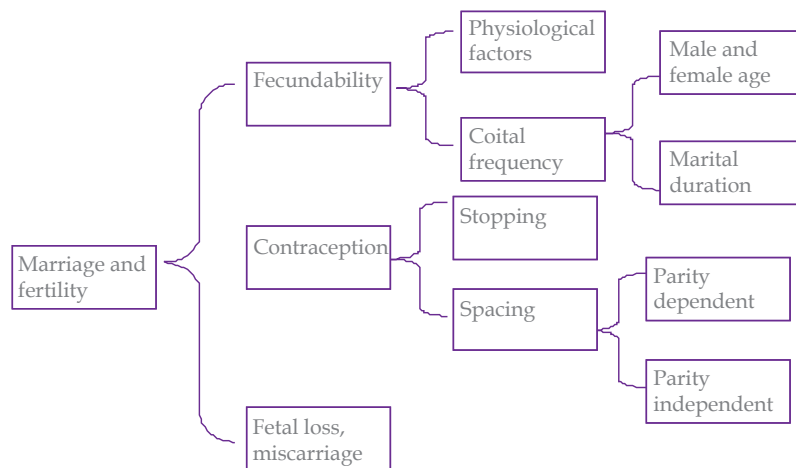 Physiological
factors
Male and
female age
Fecundability
Coital
frequency
Marital
duration
Stopping
Marriage and
fertility
Contraception
Parity
dependent
Spacing
Parity
independent
Fetal loss,
miscarriage